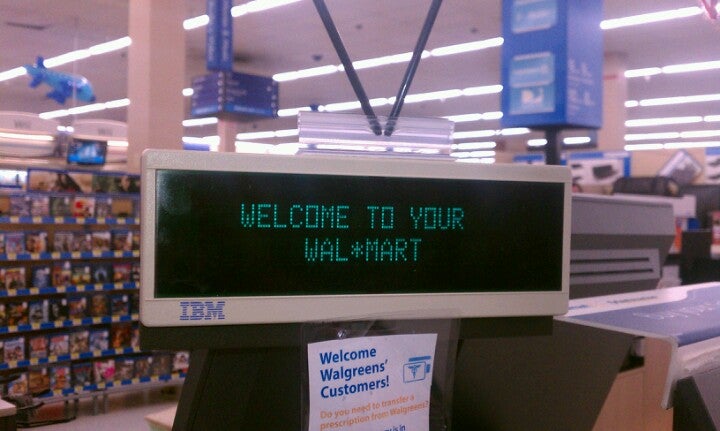 WELCOME TO YOUR
WAL*MART
IBM
Welcome
Walgreens'
Customers!
Do you need to transfer a
prescription from Walgreens?